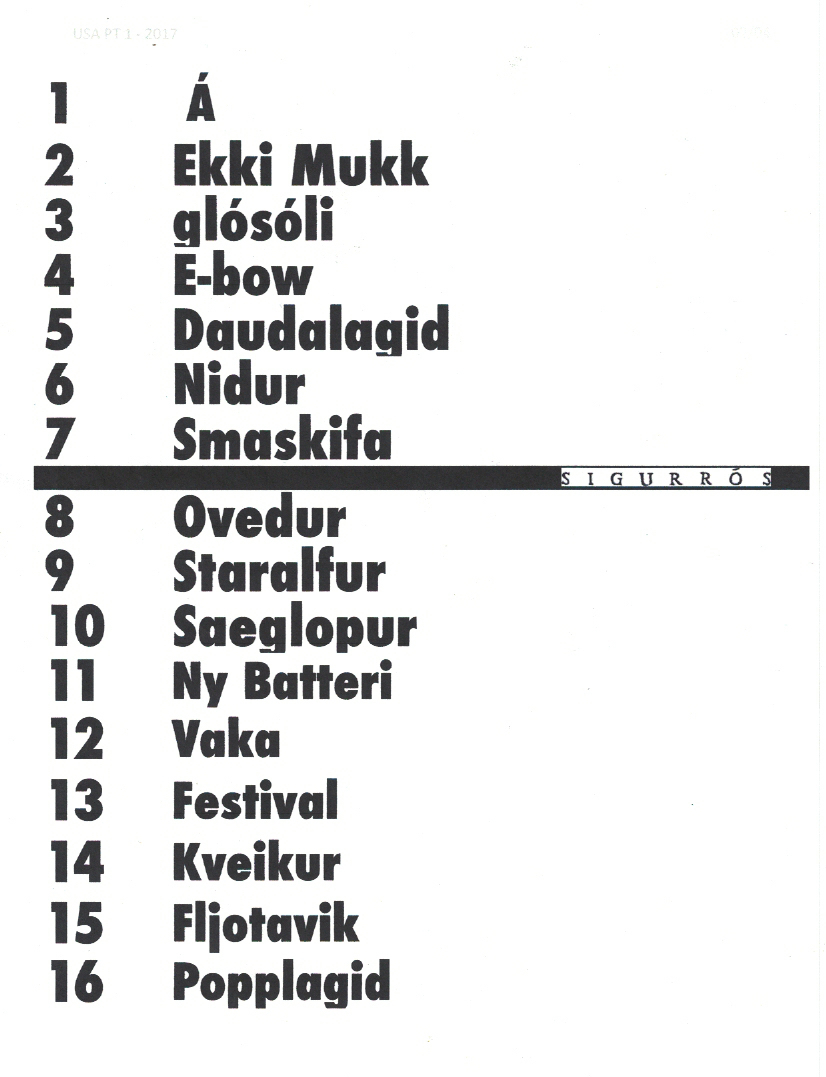 USA PT 1 - 2017
1 Á
2 Ekki Mukk
3 glósóli
4 E-bow
5 Daudalagid
6 Nidur
7 Smaskifa
SIGURRÓS
8 Ovedur
9 Staralfur
10 Saeglopur
11 Ny Batteri
12 Vaka
13 Festival
14 Kveikur
15 Fljotavik
16 Popplagid